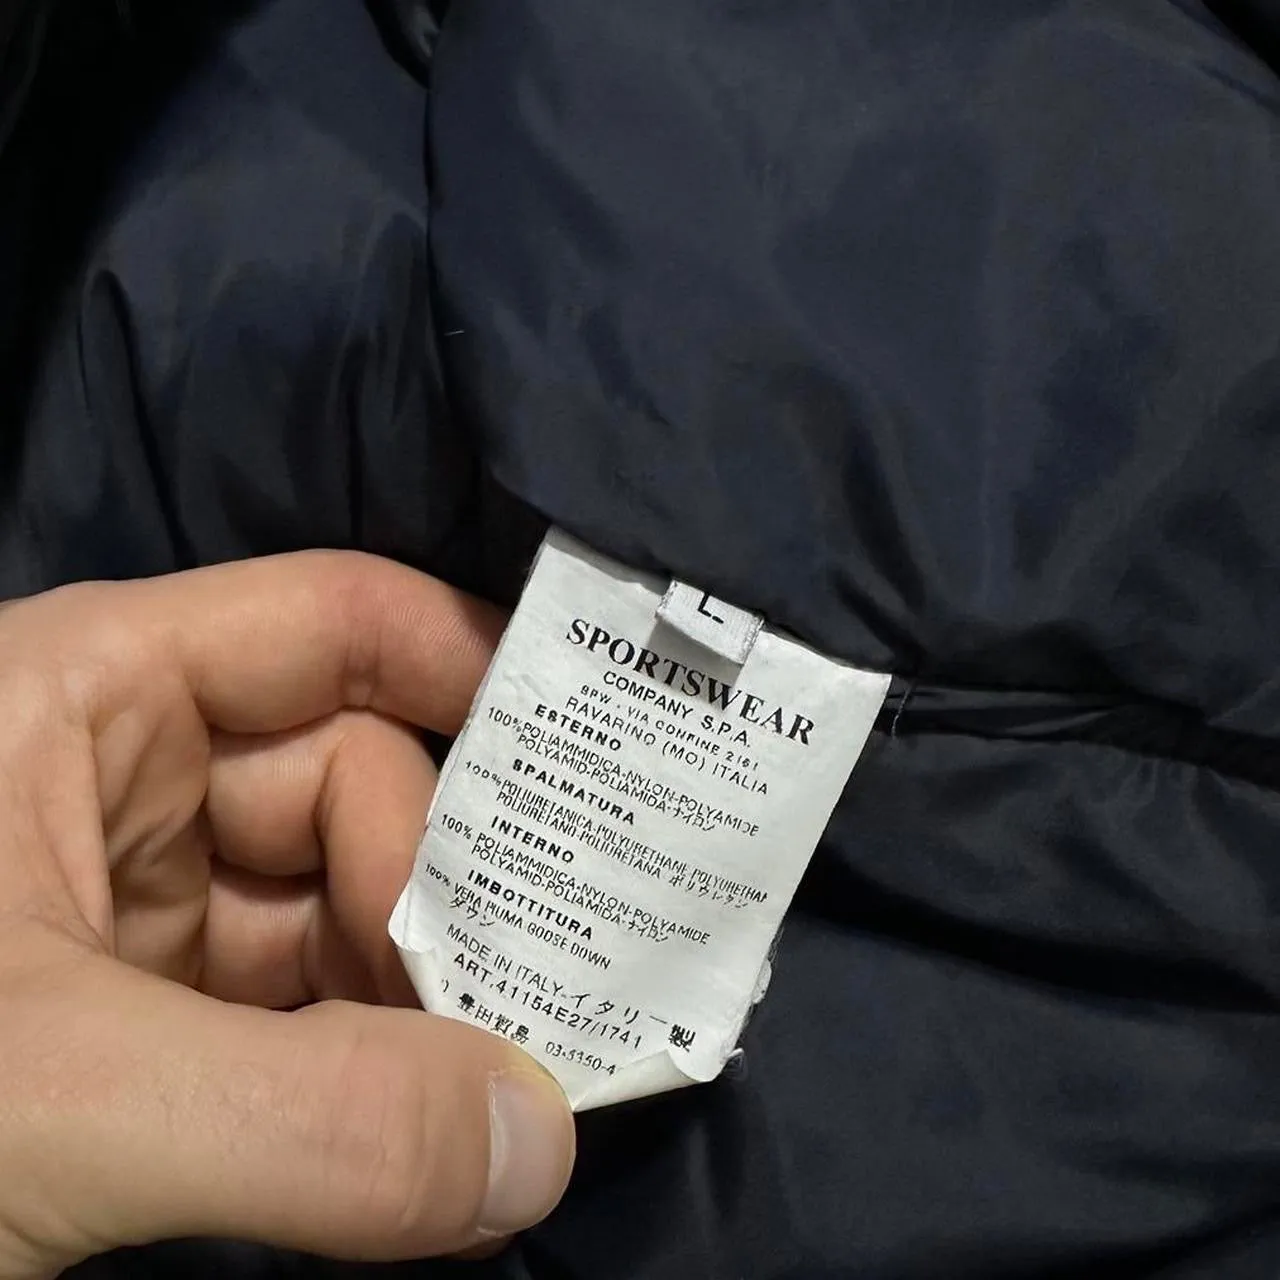 L
SPORTSWEAR
COMPANY S.P.A.
SPW - VIA CONFINE 2161
RAVARINO (MO) ITALIA
ESTERNO
100% POLIAMMIDICA-NYLON-POLYAMIDE
POLYAMID-POLIAMIDA-ナイロン
SPALMATURA
100% POLIURETANICA-POLYURETHANE-POLYURETHAN
POLIURETANO-POLIURETANA ポリウレタン
INTERNO
100% POLIAMMIDICA-NYLON-POLYAMIDE
POLYAMID-POLIAMIDA-ナイロン
IMBOTTITURA
100% VERA PIUMA GOOSE DOWN
ダウン
MADE IN ITALY-イタリー製
ART.41154E27/1741
豊田貿易 03-5350-4